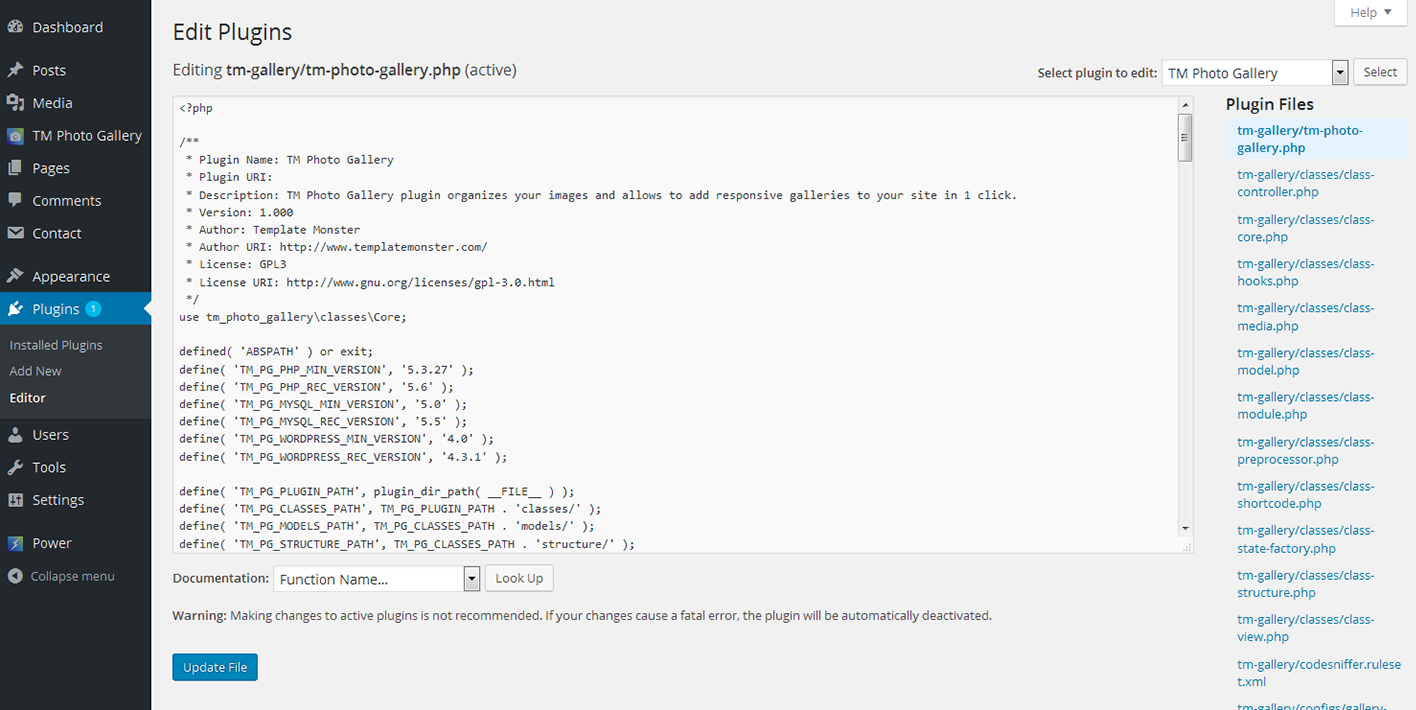 Dashboard
Posts
Media
TM Photo Gallery
Pages
Comments
Contact
Appearance
Plugins 1
Installed Plugins
Add New
Editor
Users
Tools
Settings
Power
Collapse menu
Help ▼
Edit Plugins
Editing tm-gallery/tm-photo-gallery.php (active)
Select plugin to edit: TM Photo Gallery Select
<?php
/**
* Plugin Name: TM Photo Gallery
* Plugin URI:
* Description: TM Photo Gallery plugin organizes your images and allows to add responsive galleries to your site in 1 click.
* Version: 1.000
* Author: Template Monster
* Author URI: http://www.templatemonster.com/
* License: GPL3
* License URI: http://www.gnu.org/licenses/gpl-3.0.html
*/
use tm_photo_gallery\classes\Core;
defined( 'ABSPATH' ) or exit;
define( 'TM_PG_PHP_MIN_VERSION', '5.3.27' );
define( 'TM_PG_PHP_REC_VERSION', '5.6' );
define( 'TM_PG_MYSQL_MIN_VERSION', '5.0' );
define( 'TM_PG_MYSQL_REC_VERSION', '5.5' );
define( 'TM_PG_WORDPRESS_MIN_VERSION', '4.0' );
define( 'TM_PG_WORDPRESS_REC_VERSION', '4.3.1' );
define( 'TM_PG_PLUGIN_PATH', plugin_dir_path( __FILE__ ) );
define( 'TM_PG_CLASSES_PATH', TM_PG_PLUGIN_PATH . 'classes/' );
define( 'TM_PG_MODELS_PATH', TM_PG_CLASSES_PATH . 'models/' );
define( 'TM_PG_STRUCTURE_PATH', TM_PG_CLASSES_PATH . 'structure/' );
Documentation: Function Name... Look Up
Warning: Making changes to active plugins is not recommended. If your changes cause a fatal error, the plugin will be automatically deactivated.
Update File
Plugin Files
tm-gallery/tm-photo-
gallery.php
tm-gallery/classes/class-
controller.php
tm-gallery/classes/class-
core.php
tm-gallery/classes/class-
hooks.php
tm-gallery/classes/class-
media.php
tm-gallery/classes/class-
model.php
tm-gallery/classes/class-
module.php
tm-gallery/classes/class-
preprocessor.php
tm-gallery/classes/class-
shortcode.php
tm-gallery/classes/class-
state-factory.php
tm-gallery/classes/class-
structure.php
tm-gallery/classes/class-
view.php
tm-gallery/codesniffer.rulese
t.xml
tm-gallery/configs/gallery-